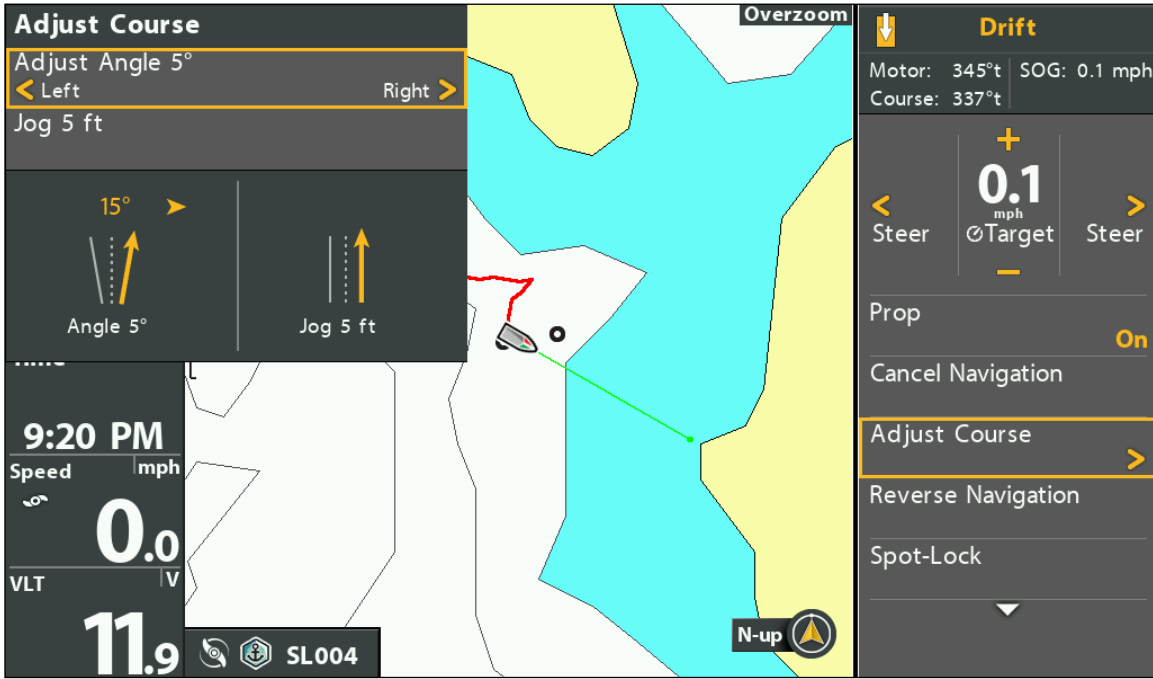 Adjust Course
Adjust Angle 5°
< Left Right >
Jog 5 ft
15°
Angle 5°
Jog 5 ft
Time
9:20 PM
Speed mph
0.0
VLT V
11.9
SL004
Overzoom
N-up
Drift
Motor: 345°t SOG: 0.1 mph
Course: 337°t
+
0.1
mph
< >
Steer Target Steer
–
Prop
On
Cancel Navigation
Adjust Course
>
Reverse Navigation
Spot-Lock